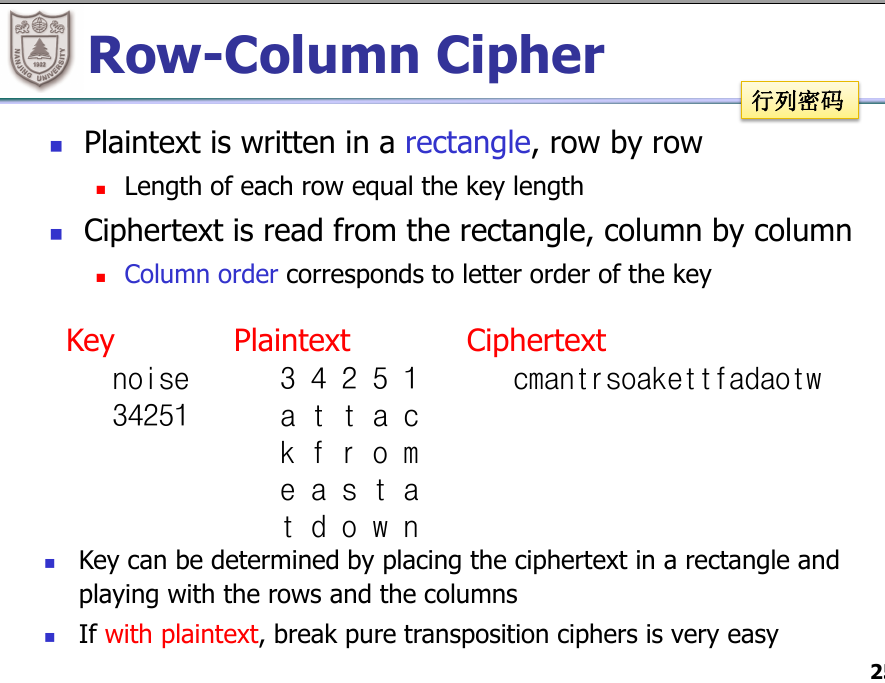 NANJING UNIVERSITY
1902
Row-Column Cipher
行列密码
Plaintext is written in a rectangle, row by row
Length of each row equal the key length
Ciphertext is read from the rectangle, column by column
Column order corresponds to letter order of the key
Key Plaintext Ciphertext
noise 3 4 2 5 1 cmantrsoakettfadaotw
34251 a t t a c
k f r o m
e a s t a
t d o w n
Key can be determined by placing the ciphertext in a rectangle and
playing with the rows and the columns
If with plaintext, break pure transposition ciphers is very easy